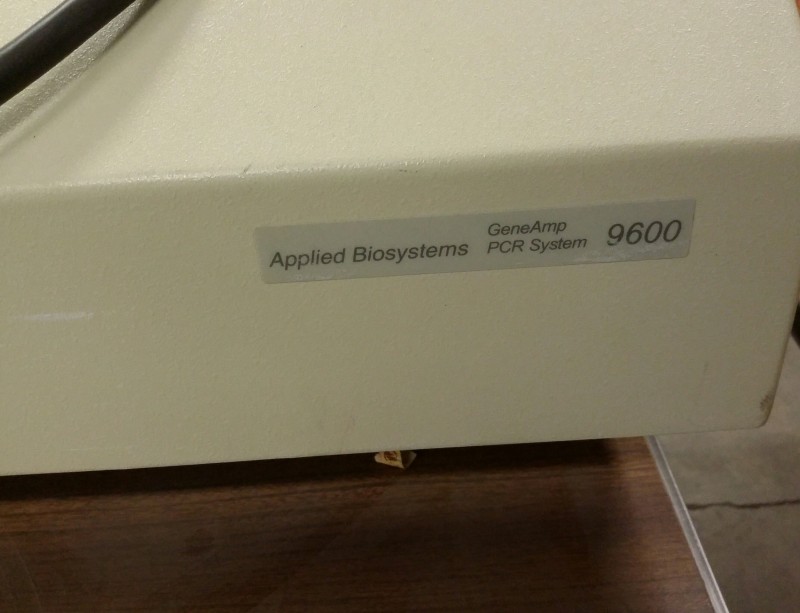 Applied Biosystems
GeneAmp
PCR System
9600